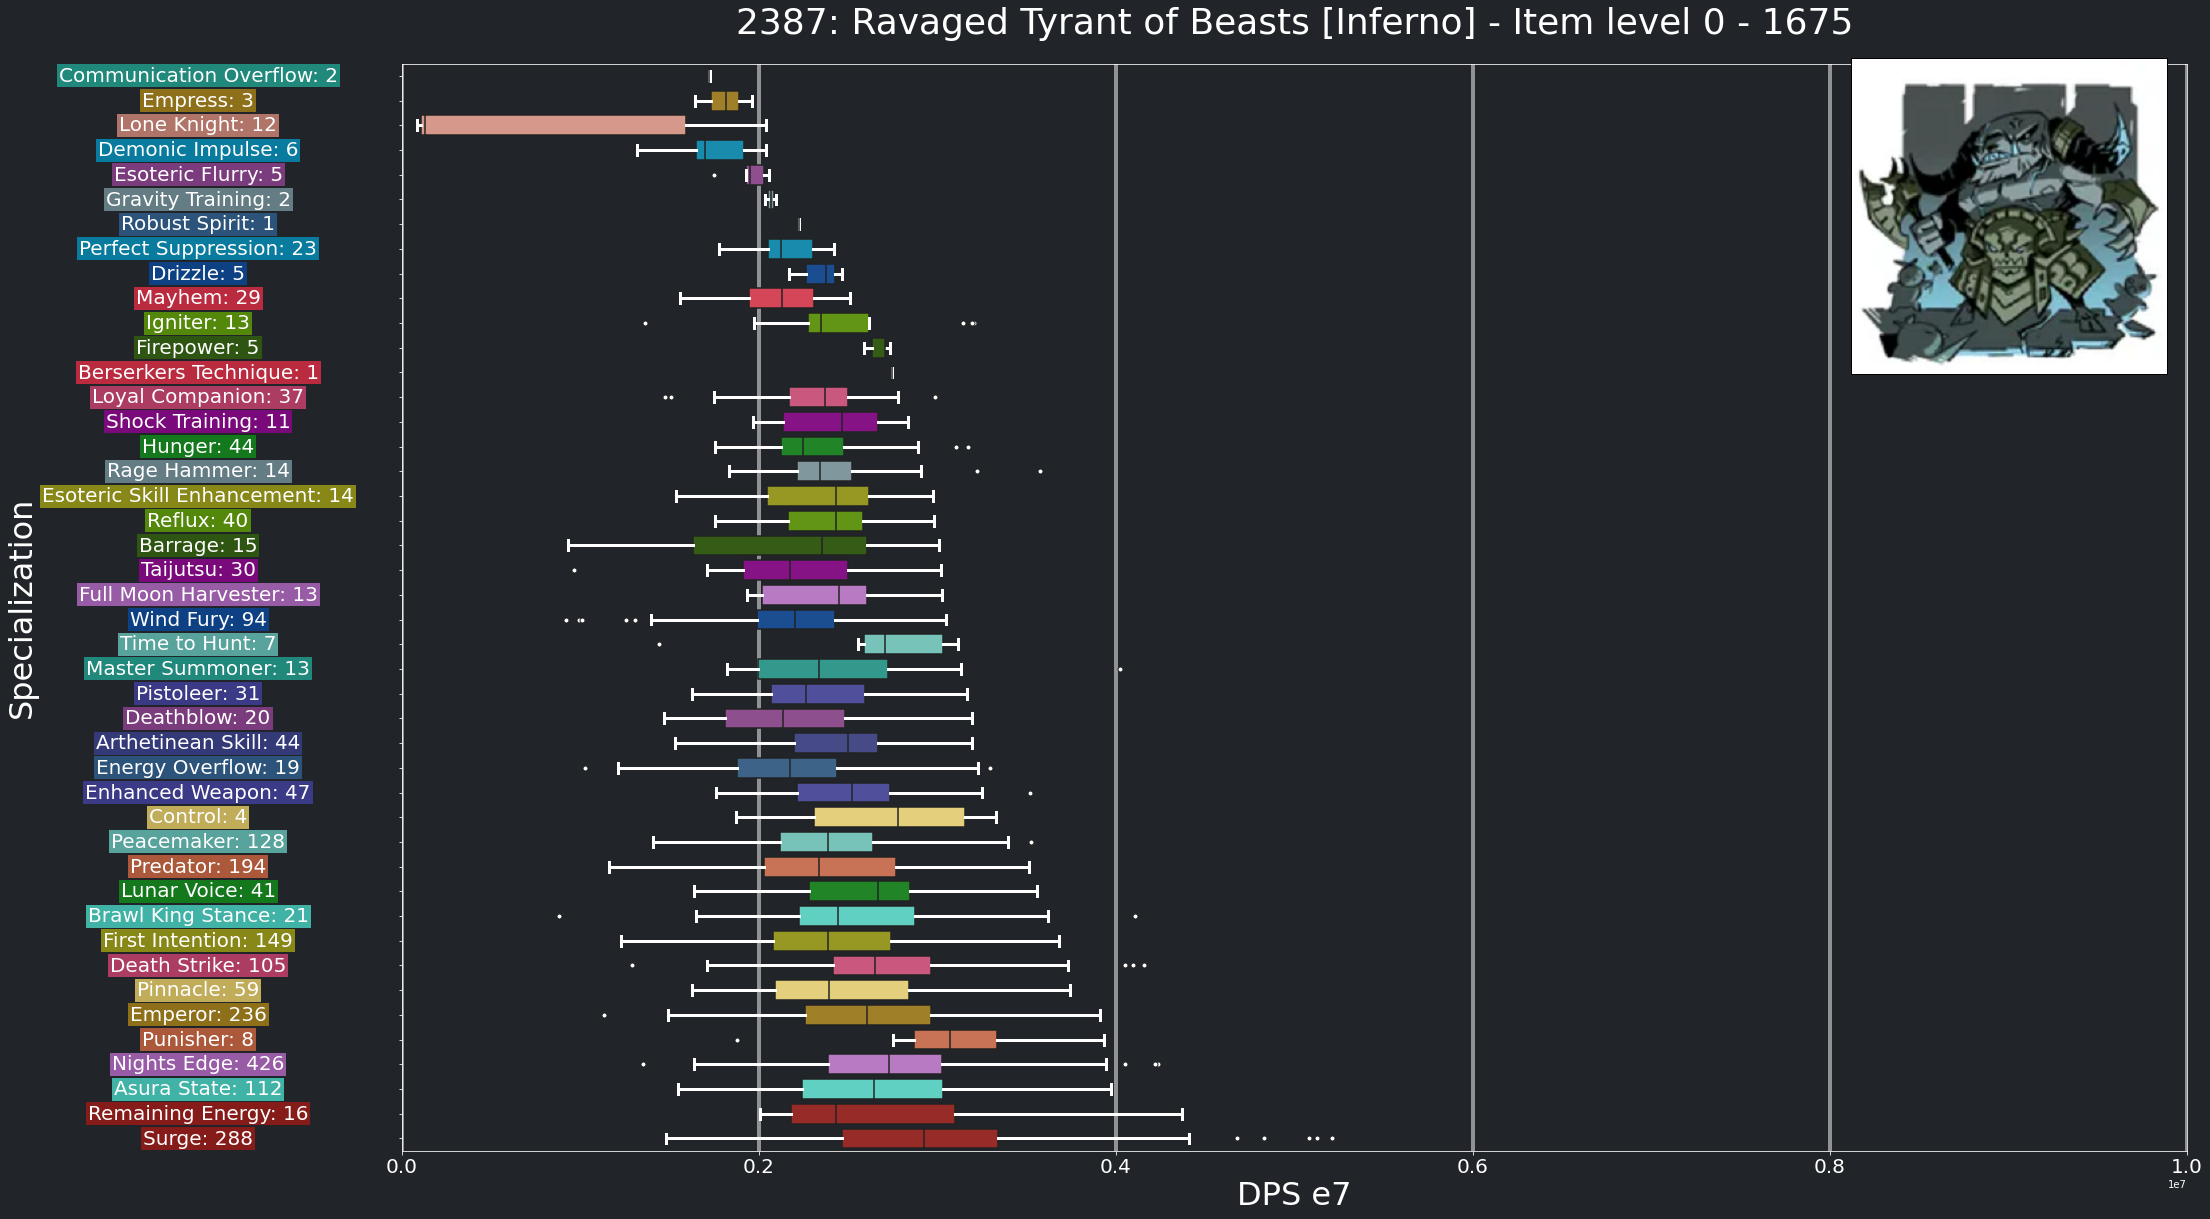 2387: Ravaged Tyrant of Beasts [Inferno] - Item level 0 - 1675
Communication Overflow: 2
Empress: 3
Lone Knight: 12
Demonic Impulse: 6
Esoteric Flurry: 5
Gravity Training: 2
Robust Spirit: 1
Perfect Suppression: 23
Drizzle: 5
Mayhem: 29
Igniter: 13
Firepower: 5
Berserkers Technique: 1
Loyal Companion: 37
Shock Training: 11
Hunger: 44
Rage Hammer: 14
Esoteric Skill Enhancement: 14
Reflux: 40
Barrage: 15
Taijutsu: 30
Full Moon Harvester: 13
Wind Fury: 94
Time to Hunt: 7
Master Summoner: 13
Pistoleer: 31
Deathblow: 20
Arthetinean Skill: 44
Energy Overflow: 19
Enhanced Weapon: 47
Control: 4
Peacemaker: 128
Predator: 194
Lunar Voice: 41
Brawl King Stance: 21
First Intention: 149
Death Strike: 105
Pinnacle: 59
Emperor: 236
Punisher: 8
Nights Edge: 426
Asura State: 112
Remaining Energy: 16
Surge: 288
Specialization
0.0 0.2 0.4 0.6 0.8 1.0
1e7
DPS e7